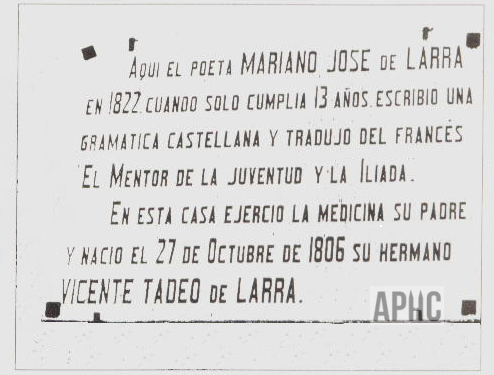 AQUI EL POETA MARIANO JOSE DE LARRA
EN 1822. CUANDO SOLO CUMPLIA 13 AÑOS. ESCRIBIO UNA
GRAMATICA CASTELLANA Y TRADUJO DEL FRANCÉS
EL MENTOR DE LA JUVENTUD Y LA ILIADA.
EN ESTA CASA EJERCIO LA MEDICINA SU PADRE
Y NACIO EL 27 DE OCTUBRE DE 1806 SU HERMANO
VICENTE TADEO DE LARRA.
APHC